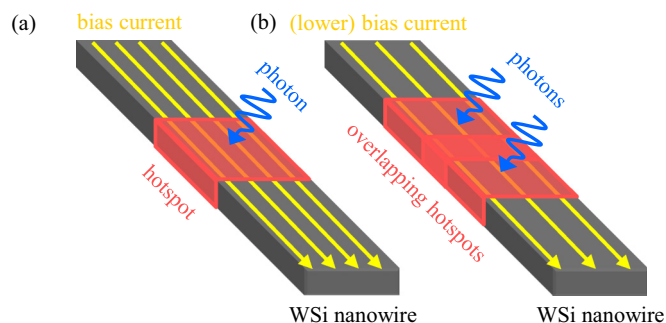 (a)
bias current
photon
hotspot
WSi nanowire
(b)
(lower) bias current
photons
overlapping hotspots
WSi nanowire